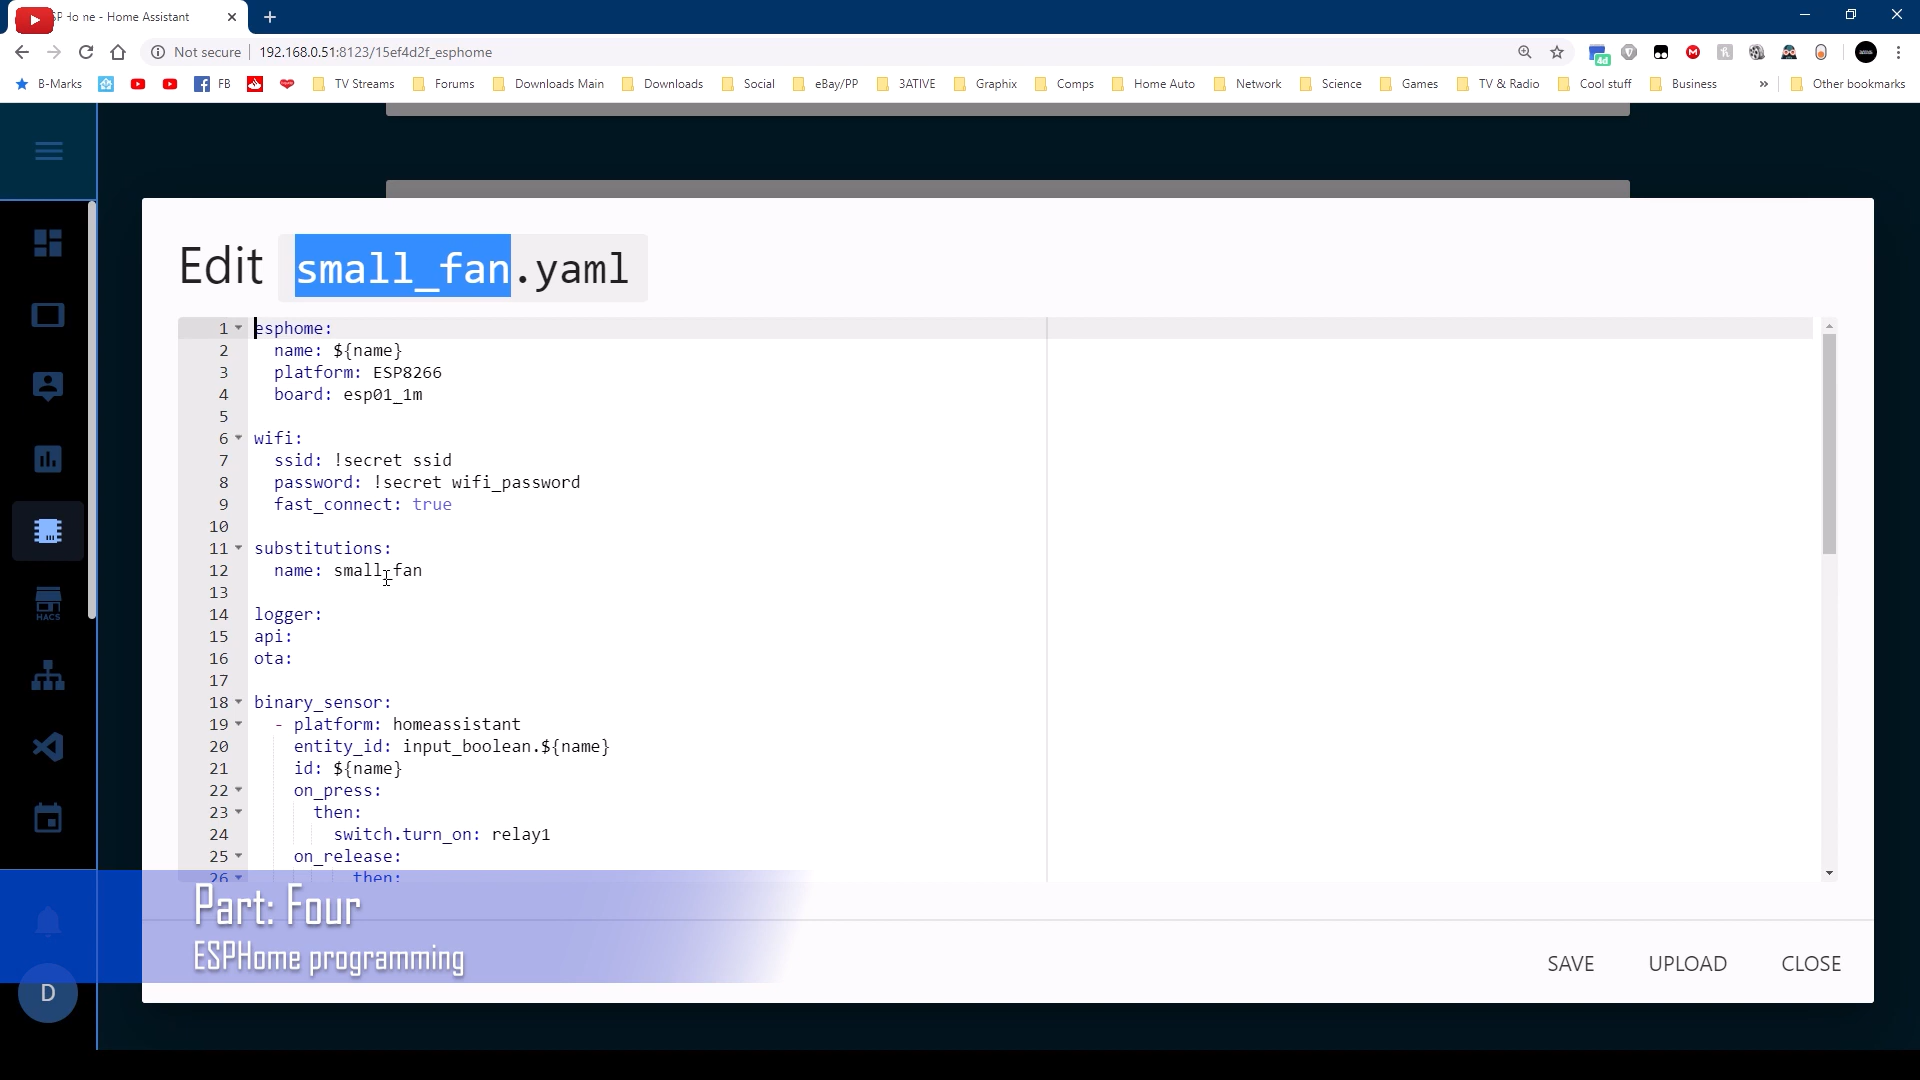 Home Assistant
Not secure
192.168.0.51:8123/15ef4d2f_esphome
4d
B-Marks
FB
TV Streams
Forums
Downloads Main
Downloads
Social
eBay/PP
3ATIVE
Graphix
Comps
Home Auto
Network
Science
Games
TV & Radio
Cool stuff
Business
»
Other bookmarks
Edit small_fan.yaml
1 esphome:
2 name: ${name}
3 platform: ESP8266
4 board: esp01_1m
5
6 wifi:
7 ssid: !secret ssid
8 password: !secret wifi_password
9 fast_connect: true
10
11 substitutions:
12 name: small_fan
13
14 logger:
15 api:
16 ota:
17
18 binary_sensor:
19 - platform: homeassistant
20 entity_id: input_boolean.${name}
21 id: ${name}
22 on_press:
23 then:
24 switch.turn_on: relay1
25 on_release:
26 then:
HACS
Part: Four
ESPHome programming
D
SAVE
UPLOAD
CLOSE